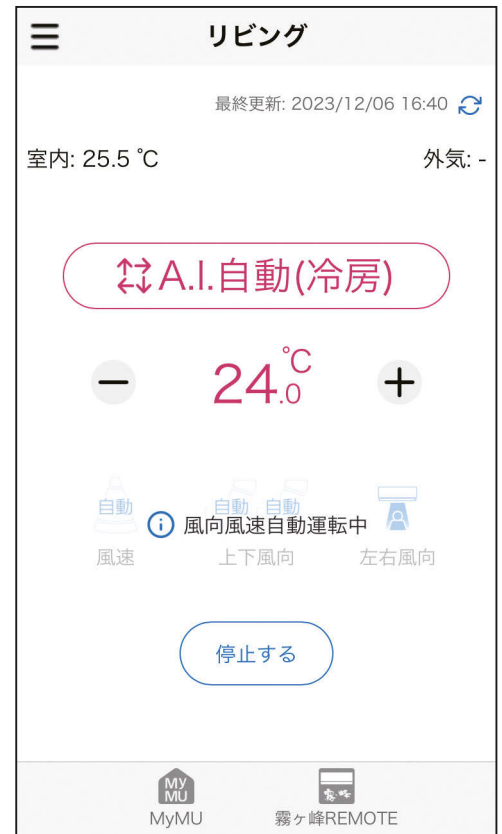 リビング
最終更新: 2023/12/06 16:40
室内: 25.5 ℃
外気: -
A.I.自動(冷房)
24.0 ℃
自動
自動 自動
風向風速自動運転中
風速
上下風向
左右風向
停止する
MY
MU
MyMU
霧ヶ峰REMOTE